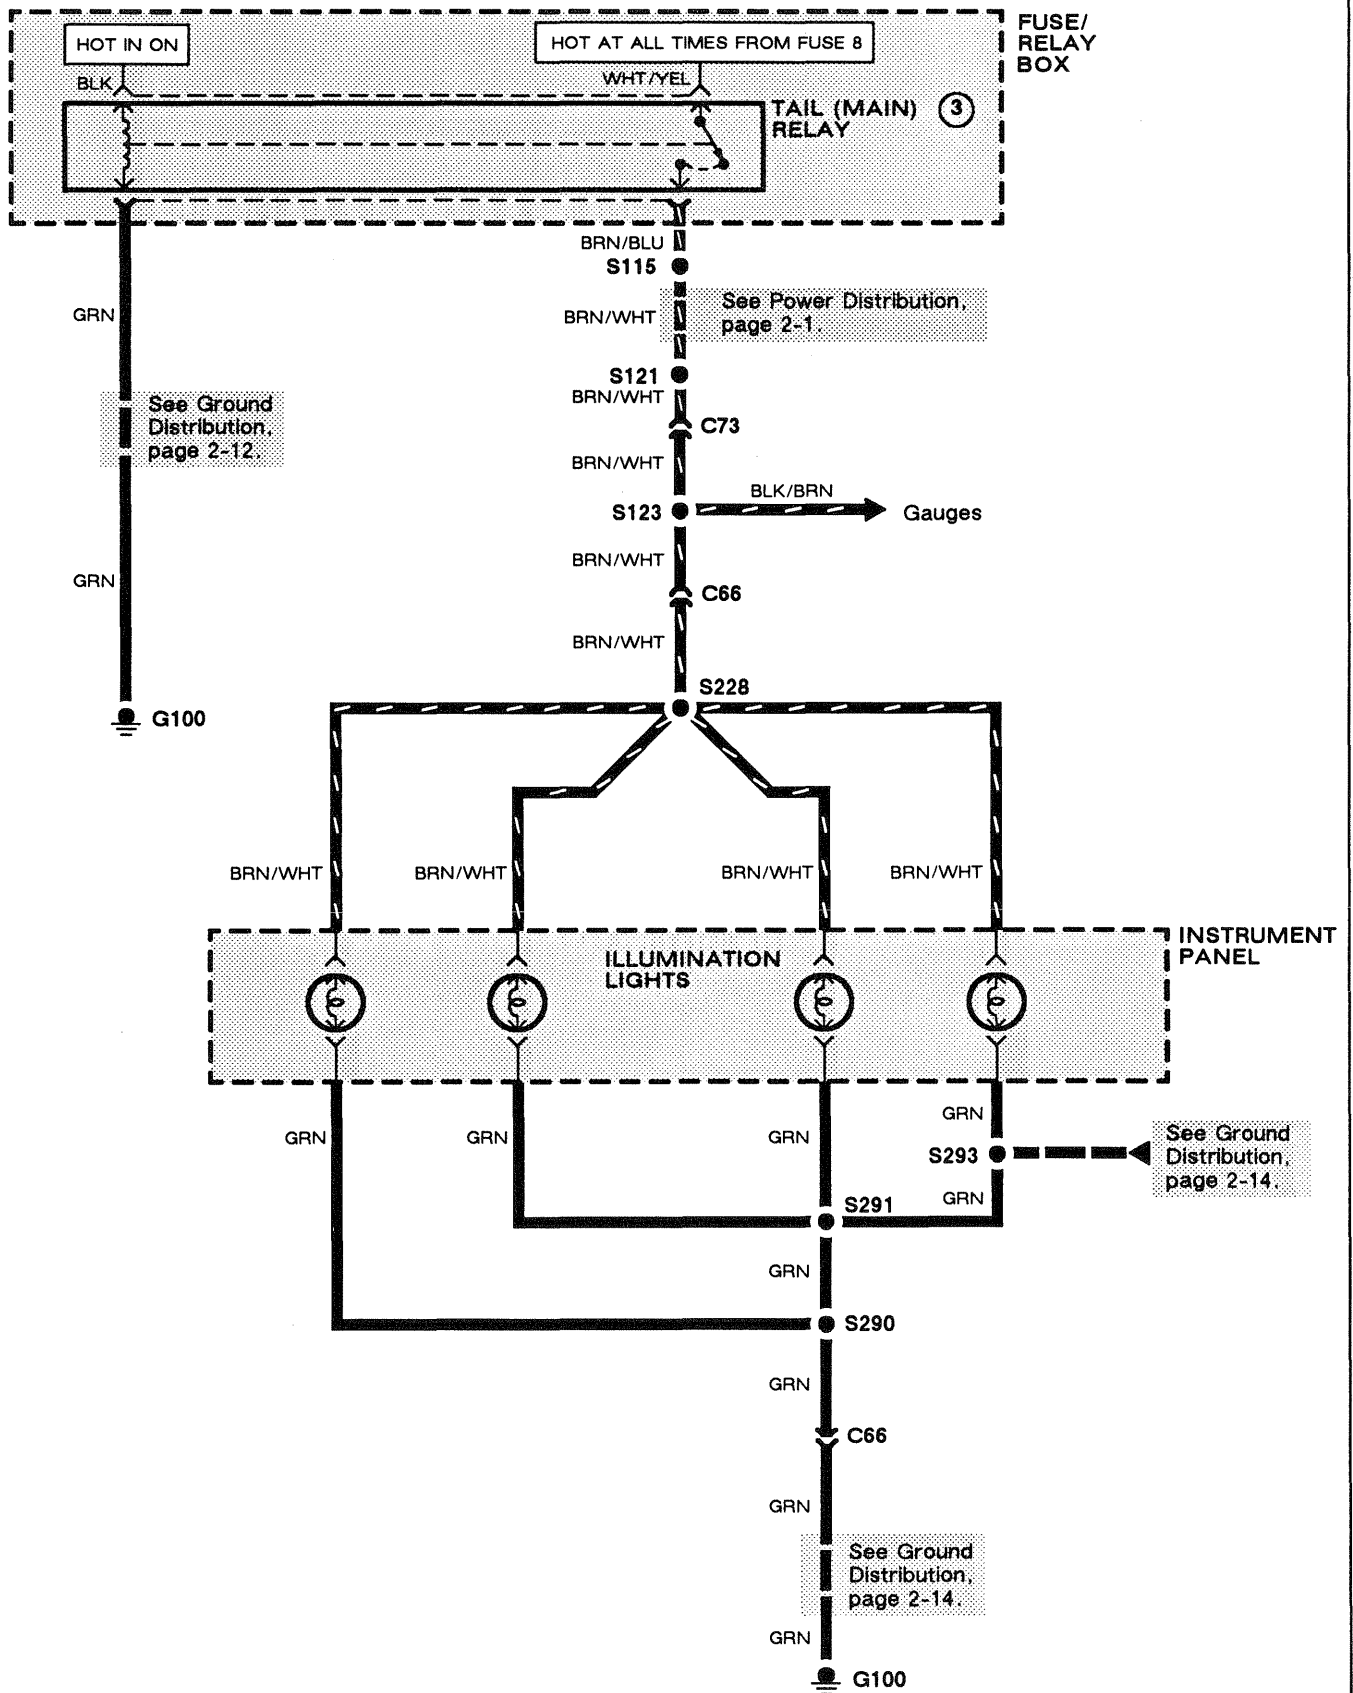 FUSE/
RELAY
BOX
HOT IN ON
HOT AT ALL TIMES FROM FUSE 8
BLK
WHT/YEL
TAIL (MAIN)
RELAY
3
BRN/BLU
S115
GRN
BRN/WHT
See Power Distribution,
page 2-1.
S121
BRN/WHT
See Ground
Distribution,
page 2-12.
C73
BRN/WHT
BLK/BRN
S123
Gauges
BRN/WHT
GRN
C66
BRN/WHT
S228
G100
BRN/WHT
BRN/WHT
BRN/WHT
BRN/WHT
INSTRUMENT
PANEL
ILLUMINATION
LIGHTS
GRN
GRN
GRN
GRN
S293
See Ground
Distribution,
page 2-14.
GRN
S291
GRN
S290
GRN
C66
GRN
See Ground
Distribution,
page 2-14.
GRN
G100